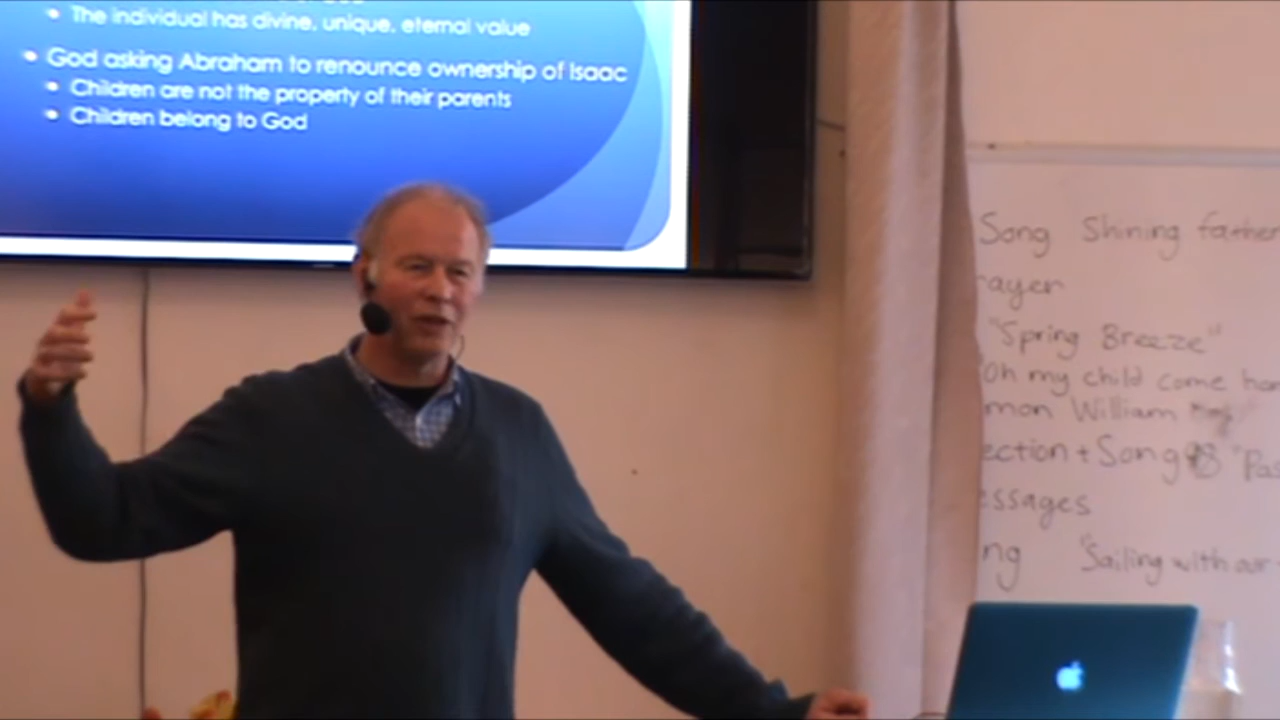 The individual has divine, unique, eternal value
God asking Abraham to renounce ownership of Isaac
Children are not the property of their parents
Children belong to God
Song Shining father
rayer
"Spring Breeze"
Oh my child come
mon William
ection + Song "Pa
essages
ng "Sailing with our